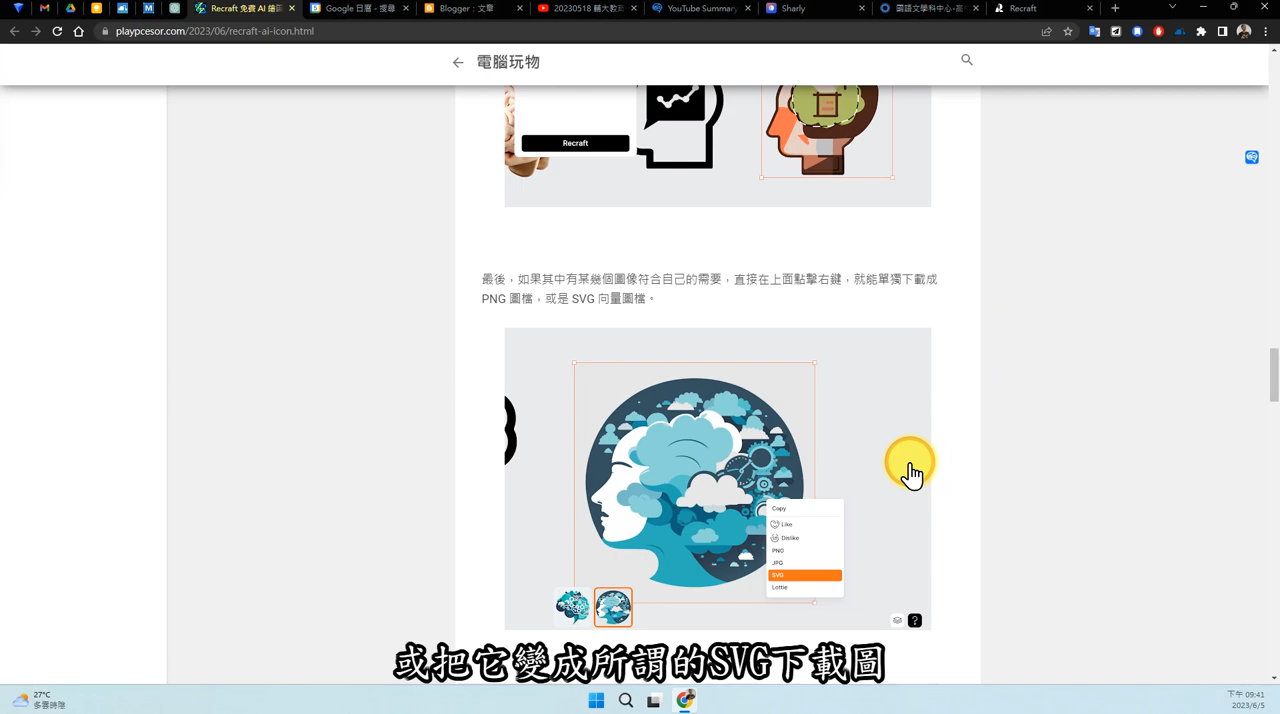 Recraft 免費 AI 繪圖
Google 日曆 - 搜尋
Blogger：文章
20230518 輔大教政
YouTube Summary
Sharly
國語文學科中心-高
Recraft
playpcesor.com/2023/06/recraft-ai-icon.html
電腦玩物
Recraft
最後，如果其中有某幾個圖像符合自己的需要，直接在上面點擊右鍵，就能單獨下載成
PNG 圖檔，或是 SVG 向量圖檔。
Copy
Like
Dislike
PNG
JPG
SVG
Lottie
?
或把它變成所謂的SVG下載圖
27°C
多雲時陰
下午 09:41
2023/6/5